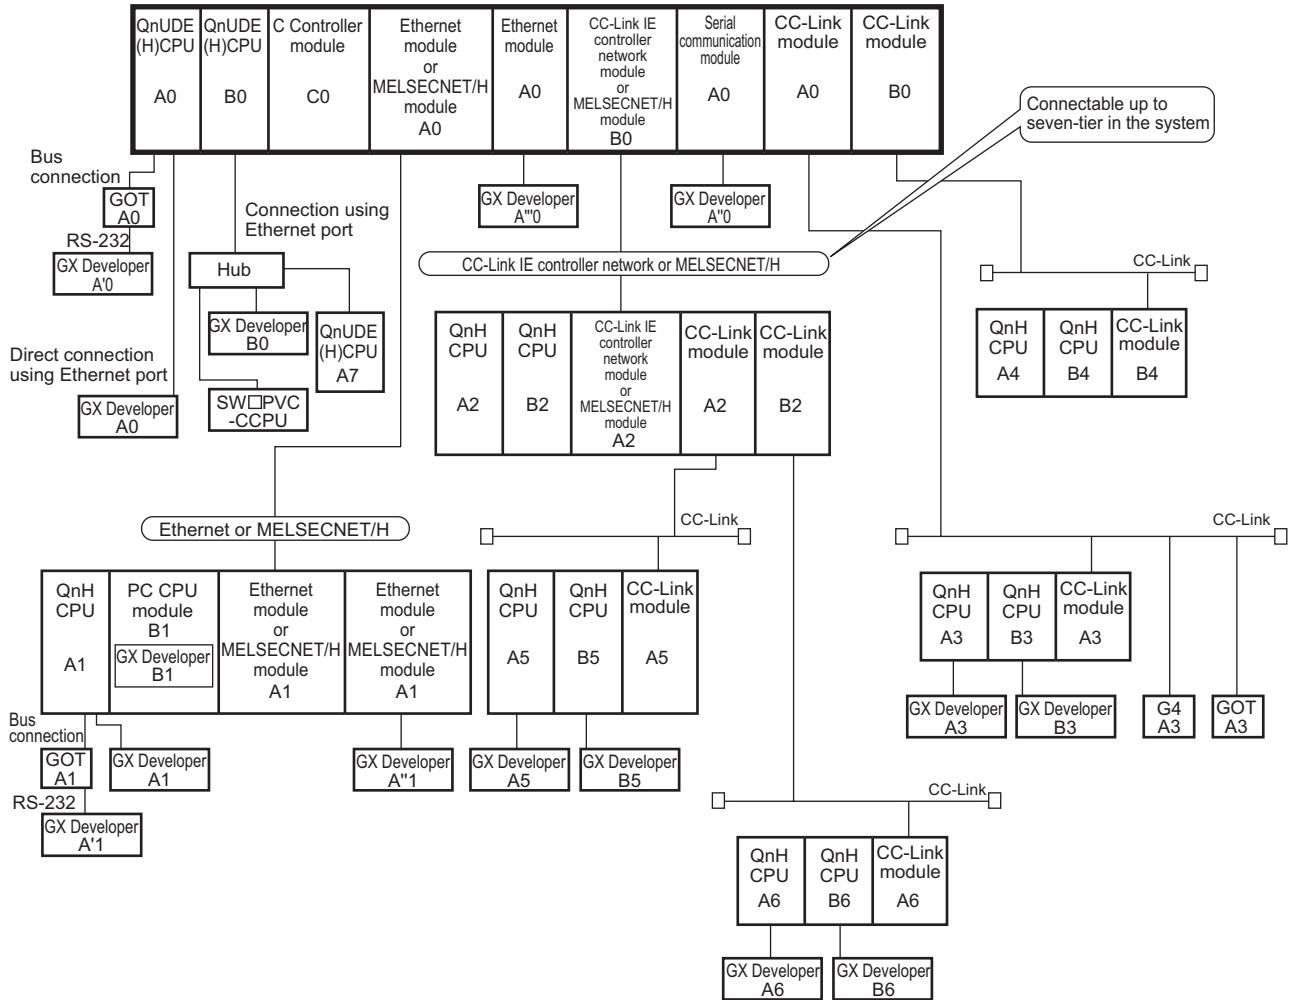 QnUDE
(H)CPU
A0
QnUDE
(H)CPU
B0
C Controller
module
C0
Ethernet
module
or
MELSECNET/H
module
A0
Ethernet
module
A0
CC-Link IE
controller
network
module
or
MELSECNET/H
module
B0
Serial
communication
module
A0
CC-Link
module
A0
CC-Link
module
B0
Connectable up to
seven-tier in the system
Bus
connection
GOT
A0
RS-232
GX Developer
A'0
Connection using
Ethernet port
Hub
GX Developer
B0
QnUDE
(H)CPU
A7
SW□PVC
-CCPU
Direct connection
using Ethernet port
GX Developer
A0
GX Developer
A'''0
GX Developer
A''0
CC-Link IE controller network or MELSECNET/H
QnH
CPU
A2
QnH
CPU
B2
CC-Link IE
controller
network
module
or
MELSECNET/H
module
A2
CC-Link
module
A2
CC-Link
module
B2
CC-Link
QnH
CPU
A4
QnH
CPU
B4
CC-Link
module
B4
Ethernet or MELSECNET/H
QnH
CPU
A1
PC CPU
module
B1
GX Developer
B1
Ethernet
module
or
MELSECNET/H
module
A1
Ethernet
module
or
MELSECNET/H
module
A1
Bus
connection
GOT
A1
RS-232
GX Developer
A'1
GX Developer
A1
GX Developer
A''1
CC-Link
QnH
CPU
A5
QnH
CPU
B5
CC-Link
module
A5
GX Developer
A5
GX Developer
B5
CC-Link
QnH
CPU
A3
QnH
CPU
B3
CC-Link
module
A3
GX Developer
A3
GX Developer
B3
G4
A3
GOT
A3
CC-Link
QnH
CPU
A6
QnH
CPU
B6
CC-Link
module
A6
GX Developer
A6
GX Developer
B6